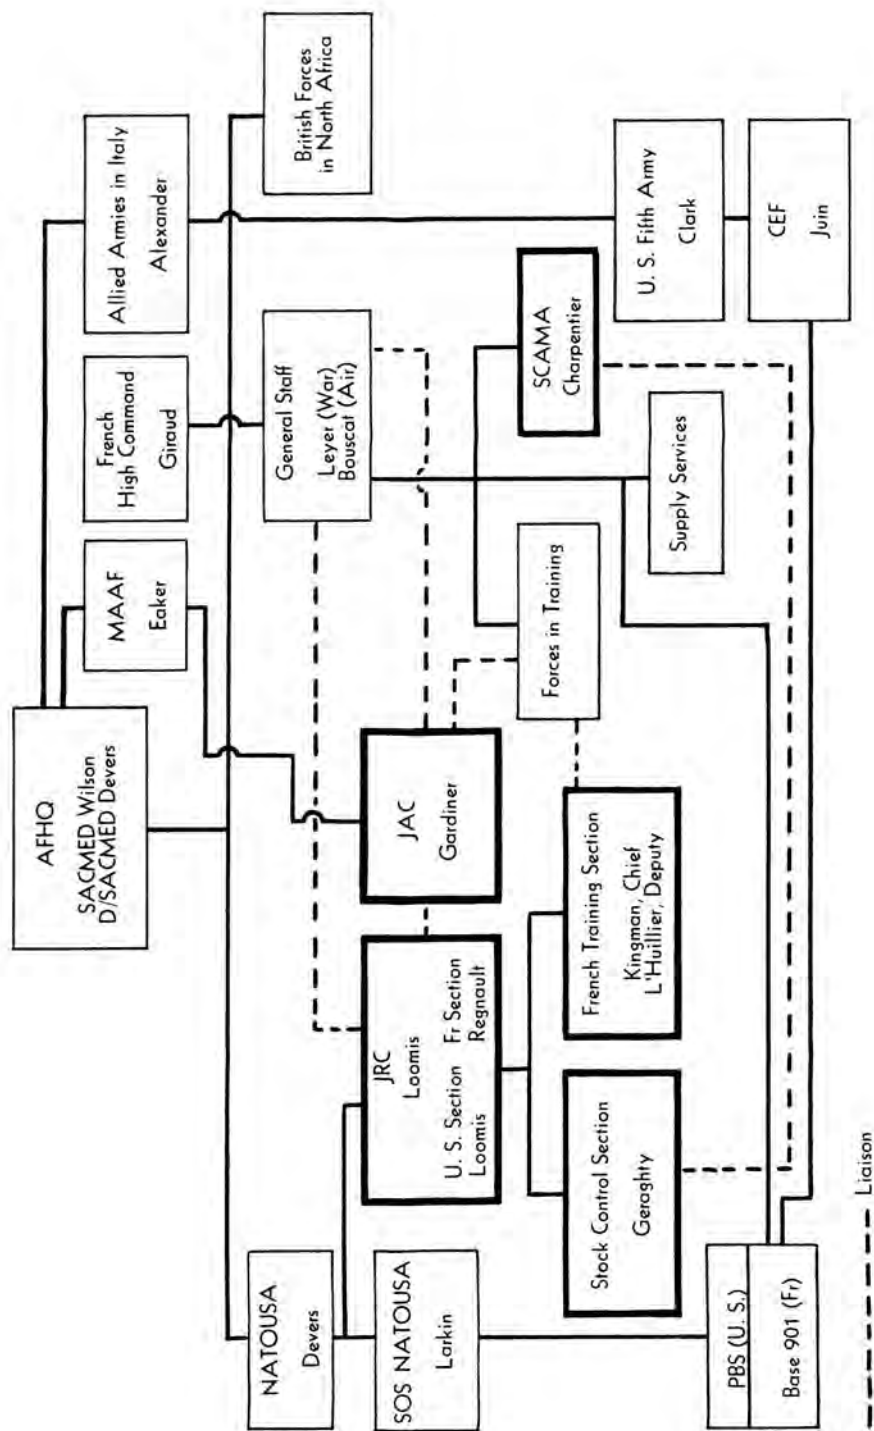 AFHQ
SACMED Wilson
D/SACMED Devers
MAAF
Eaker
French
High Command
Giraud
Allied Armies in Italy
Alexander
NATOUSA
Devers
General Staff
Leyer (War)
Bouscat (Air)
British Forces
in North Africa
SOS NATOUSA
Larkin
JRC
Loomis
U. S. Section Fr Section
Loomis Regnault
JAC
Gardiner
Stock Control Section
Geraghty
French Training Section
Kingman, Chief
L'Huillier, Deputy
Forces in Training
SCAMA
Charpentier
Supply Services
U. S. Fifth Army
Clark
PBS (U. S.)
Base 901 (Fr)
CEF
Juin
Liaison